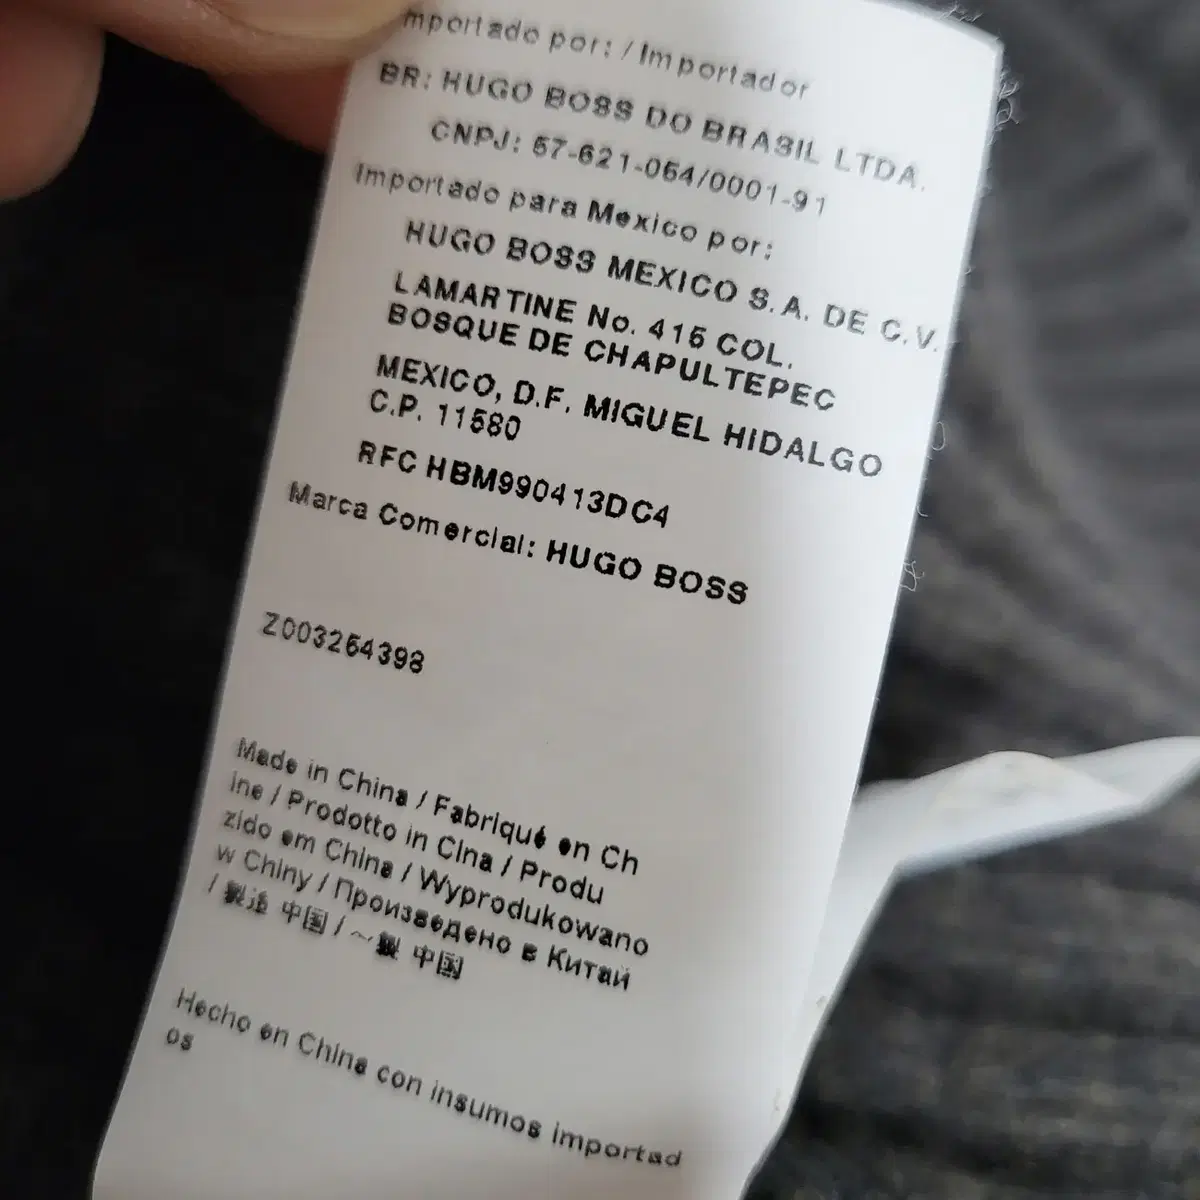 mportado por: / Importador
BR: HUGO BOSS DO BRASIL LTDA.
CNPJ: 57-621-054/0001-91
Importado para Mexico por:
HUGO BOSS MEXICO S.A. DE C.V.
LAMARTINE No. 415 COL.
BOSQUE DE CHAPULTEPEC
MEXICO, D.F. MIGUEL HIDALGO
C.P. 11580
RFC HBM990413DC4
Marca Comercial: HUGO BOSS
Z003254398
Made in China / Fabriqué en Ch
ine / Prodotto in Cina / Produ
zido em China / Wyprodukowano
w Chiny / Произведено в Китай
/ 製造 中国 / 製 中国
Hecho en China con insumos importad
os